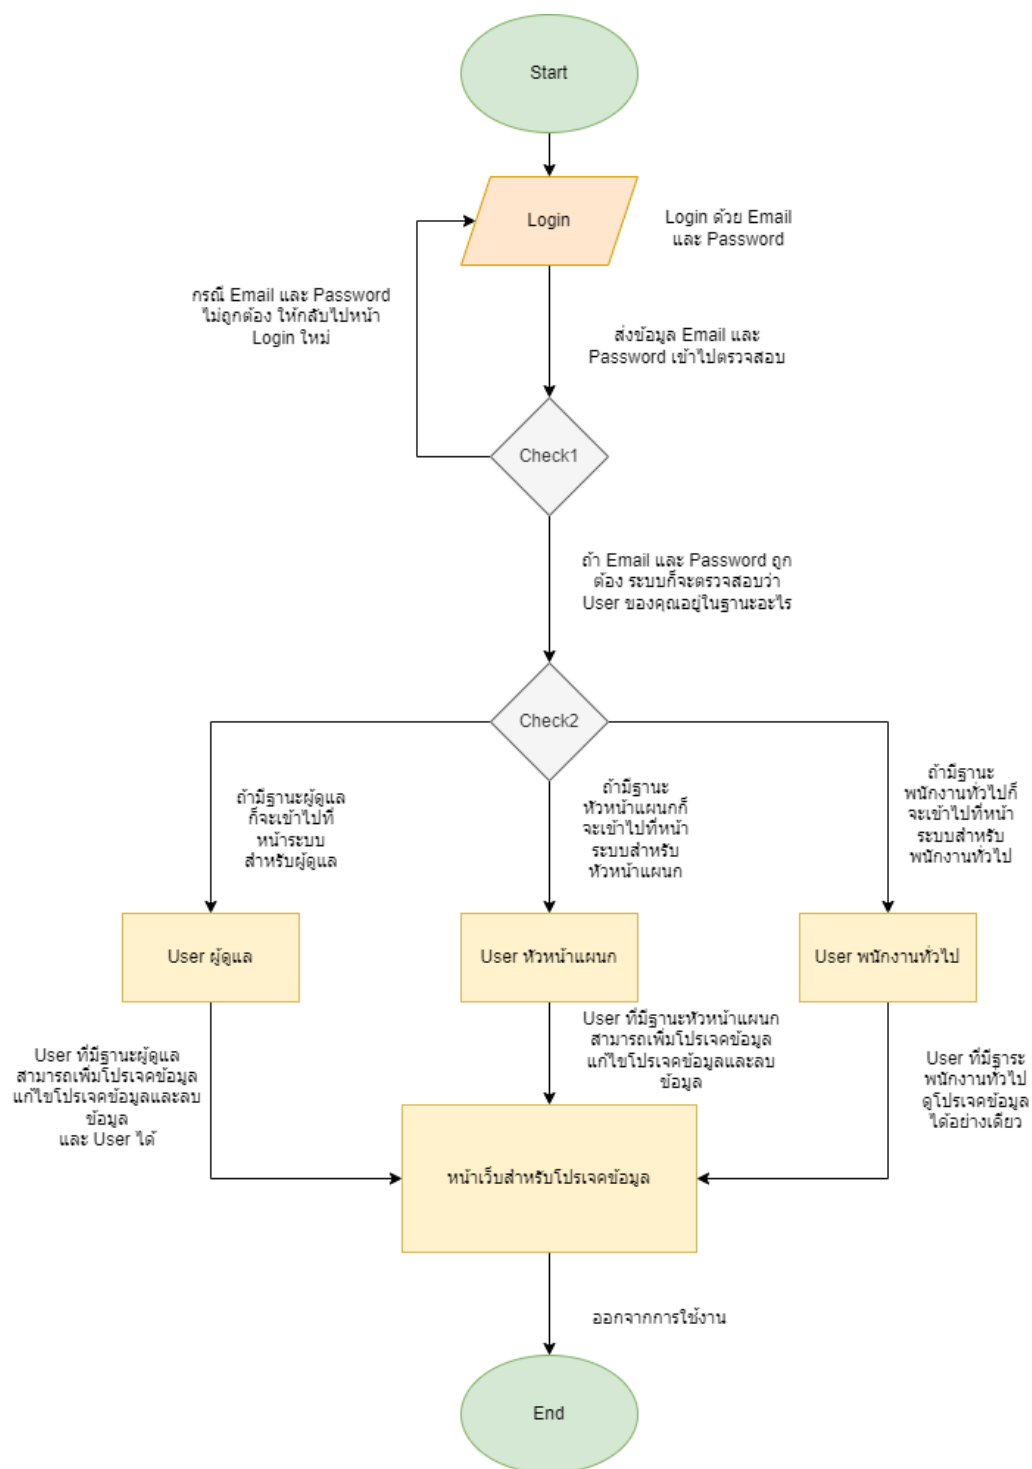 Start
Login
Login ด้วย Email
และ Password
กรณี Email และ Password
ไม่ถูกต้อง ให้กลับไปหน้า
Login ใหม่
ส่งข้อมูล Email และ
Password เข้าไปตรวจสอบ
Check1
ถ้า Email และ Password ถูก
ต้อง ระบบก็จะตรวจสอบว่า
User ของคุณอยู่ในฐานะอะไร
Check2
ถ้ามีฐานะผู้ดูแล
ก็จะเข้าไปที่
หน้าระบบ
สำหรับผู้ดูแล
ถ้ามีฐานะ
หัวหน้าแผนกก็
จะเข้าไปที่หน้า
ระบบสำหรับ
หัวหน้าแผนก
ถ้ามีฐานะ
พนักงานทั่วไปก็
จะเข้าไปที่หน้า
ระบบสำหรับ
พนักงานทั่วไป
User ผู้ดูแล
User หัวหน้าแผนก
User พนักงานทั่วไป
User ที่มีฐานะผู้ดูแล
สามารถเพิ่มโปรเจคข้อมูล
แก้ไขโปรเจคข้อมูลและลบ
ข้อมูล
และ User ได้
User ที่มีฐานะหัวหน้าแผนก
สามารถเพิ่มโปรเจคข้อมูล
แก้ไขโปรเจคข้อมูลและลบ
ข้อมูล
User ที่มีฐาระ
พนักงานทั่วไป
ดูโปรเจคข้อมูล
ได้อย่างเดียว
หน้าเว็บสำหรับโปรเจคข้อมูล
ออกจากการใช้งาน
End